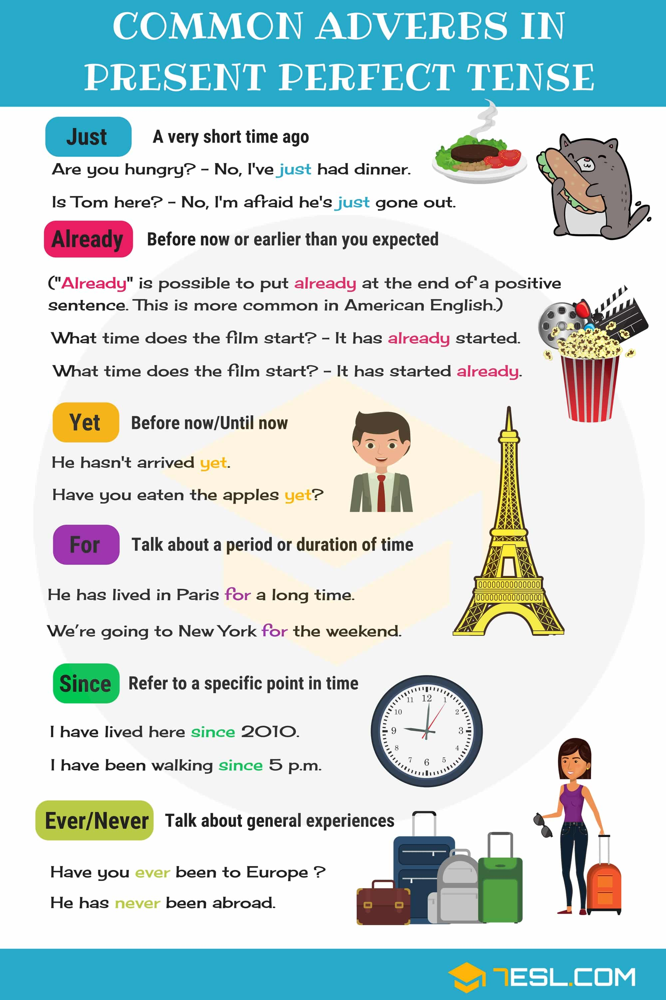 COMMON ADVERBS IN
PRESENT PERFECT TENSE
Just A very short time ago
Are you hungry? - No, I've just had dinner.
Is Tom here? - No, I'm afraid he's just gone out.
Already Before now or earlier than you expected
("Already" is possible to put already at the end of a positive
sentence. This is more common in American English.)
What time does the film start? - It has already started.
What time does the film start? - It has started already.
Yet Before now/Until now
He hasn't arrived yet.
Have you eaten the apples yet?
For Talk about a period or duration of time
He has lived in Paris for a long time.
We're going to New York for the weekend.
Since Refer to a specific point in time
12
11 1
10 2
9 3
8 4
7 5
6
I have lived here since 2010.
I have been walking since 5 p.m.
Ever/Never Talk about general experiences
Have you ever been to Europe ?
He has never been abroad.
7ESL.COM